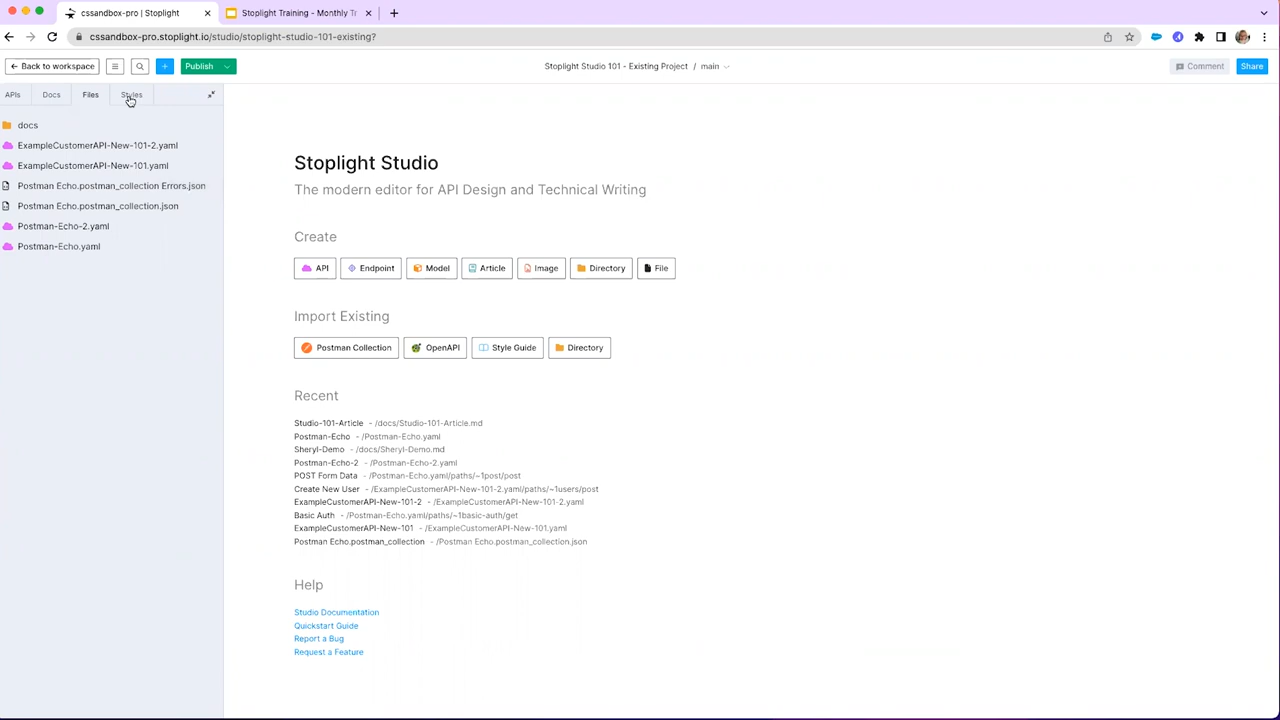 cssandbox-pro | Stoplight
Stoplight Training - Monthly Tr
cssandbox-pro.stoplight.io/studio/stoplight-studio-101-existing?
Back to workspace
Publish
Stoplight Studio 101 - Existing Project / main
Comment
Share
APIs Docs Files Styles
docs
ExampleCustomerAPI-New-101-2.yaml
ExampleCustomerAPI-New-101.yaml
Postman Echo.postman_collection Errors.json
Postman Echo.postman_collection.json
Postman-Echo-2.yaml
Postman-Echo.yaml
Stoplight Studio
The modern editor for API Design and Technical Writing
Create
API Endpoint Model Article Image Directory File
Import Existing
Postman Collection OpenAPI Style Guide Directory
Recent
Studio-101-Article - /docs/Studio-101-Article.md
Postman-Echo - /Postman-Echo.yaml
Sheryl-Demo - /docs/Sheryl-Demo.md
Postman-Echo-2 - /Postman-Echo-2.yaml
POST Form Data - /Postman-Echo.yaml/paths/~1post/post
Create New User - /ExampleCustomerAPI-New-101-2.yaml/paths/~1users/post
ExampleCustomerAPI-New-101-2 - /ExampleCustomerAPI-New-101-2.yaml
Basic Auth - /Postman-Echo.yaml/paths/~1basic-auth/get
ExampleCustomerAPI-New-101 - /ExampleCustomerAPI-New-101.yaml
Postman Echo.postman_collection - /Postman Echo.postman_collection.json
Help
Studio Documentation
Quickstart Guide
Report a Bug
Request a Feature